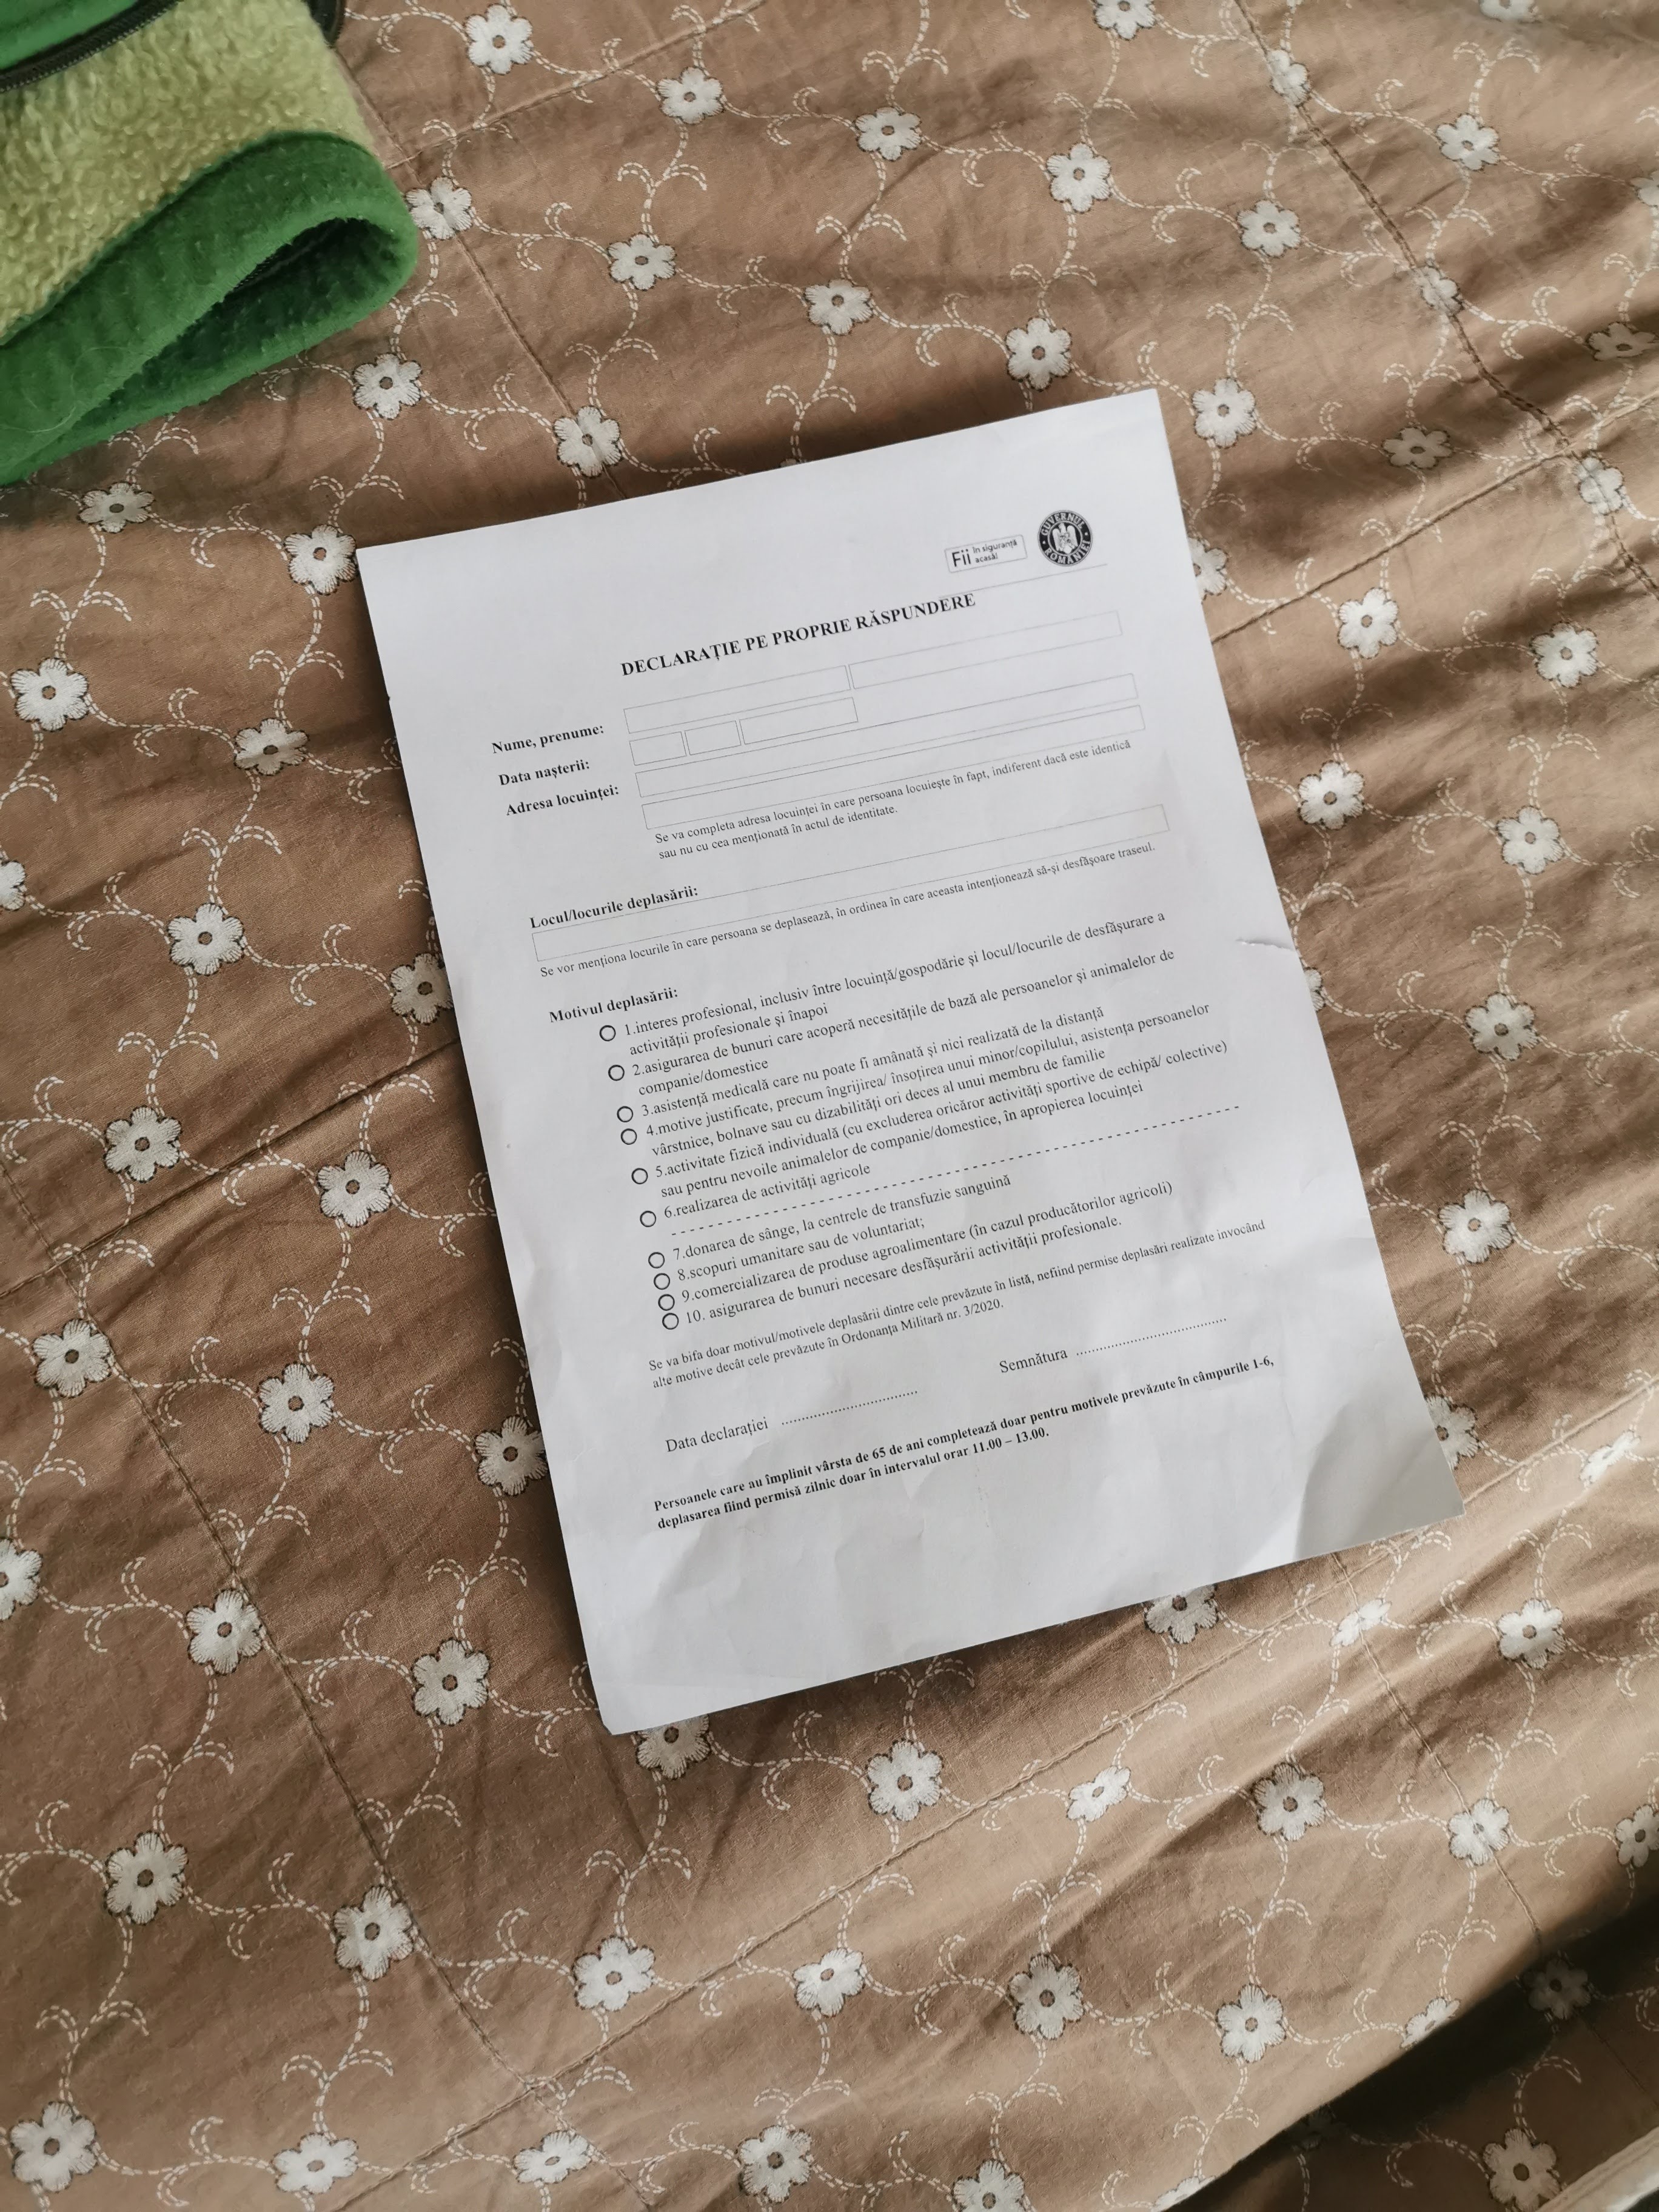 Fii în siguranță
acasă!
GUVERNUL ROMÂNIEI
DECLARAȚIE PE PROPRIE RĂSPUNDERE
Nume, prenume:
Data nașterii:
Adresa locuinței:
Se va completa adresa locuinței în care persoana locuiește în fapt, indiferent dacă este identică
sau nu cu cea menționată în actul de identitate.
Locul/locurile deplasării:
Se vor menționa locurile în care persoana se deplasează, în ordinea în care aceasta intenționează să-și desfășoare traseul.
Motivul deplasării:
1.interes profesional, inclusiv între locuință/gospodărie și locul/locurile de desfășurare a
activității profesionale și înapoi
2.asigurarea de bunuri care acoperă necesitățile de bază ale persoanelor și animalelor de
companie/domestice
3.asistență medicală care nu poate fi amânată și nici realizată de la distanță
4.motive justificate, precum îngrijirea/ însoțirea unui minor/copilului, asistența persoanelor
vârstnice, bolnave sau cu dizabilități ori deces al unui membru de familie
5.activitate fizică individuală (cu excluderea oricăror activități sportive de echipă/ colective)
sau pentru nevoile animalelor de companie/domestice, în apropierea locuinței
6.realizarea de activități agricole
7.donarea de sânge, la centrele de transfuzie sanguină
8.scopuri umanitare sau de voluntariat;
9.comercializarea de produse agroalimentare (în cazul producătorilor agricoli)
10. asigurarea de bunuri necesare desfășurării activității profesionale.
Se va bifa doar motivul/motivele deplasării dintre cele prevăzute în listă, nefiind permise deplasări realizate invocând
alte motive decât cele prevăzute în Ordonanța Militară nr. 3/2020.
Data declarației .................................. Semnătura ......................................
Persoanele care au împlinit vârsta de 65 de ani completează doar pentru motivele prevăzute în câmpurile 1-6,
deplasarea fiind permisă zilnic doar în intervalul orar 11.00 – 13.00.